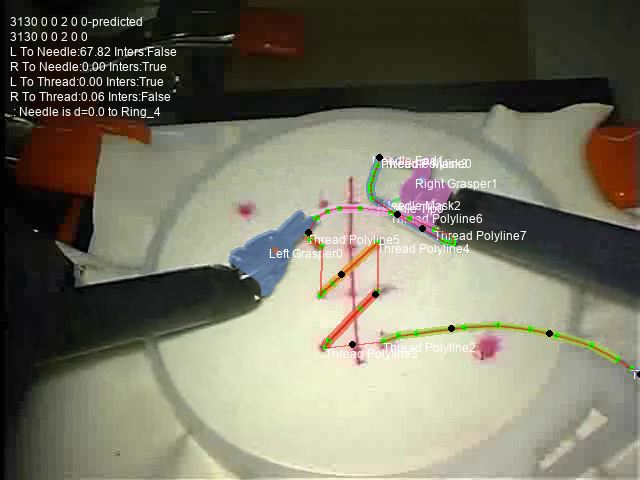 3130 0 0 2 0 0-predicted
3130 0 0 2 0 0
L To Needle:67.82 Inters:False
R To Needle:0.00 Inters:True
L To Thread:0.00 Inters:True
R To Thread:0.06 Inters:False
: Needle is d=0.0 to Ring_4
Right Grasper1
Needle Mask2
Thread Polyline6
Thread Polyline7
Thread Polyline5
Thread Polyline4
Left Grasper0
Thread Polyline2
Thread Polyline3